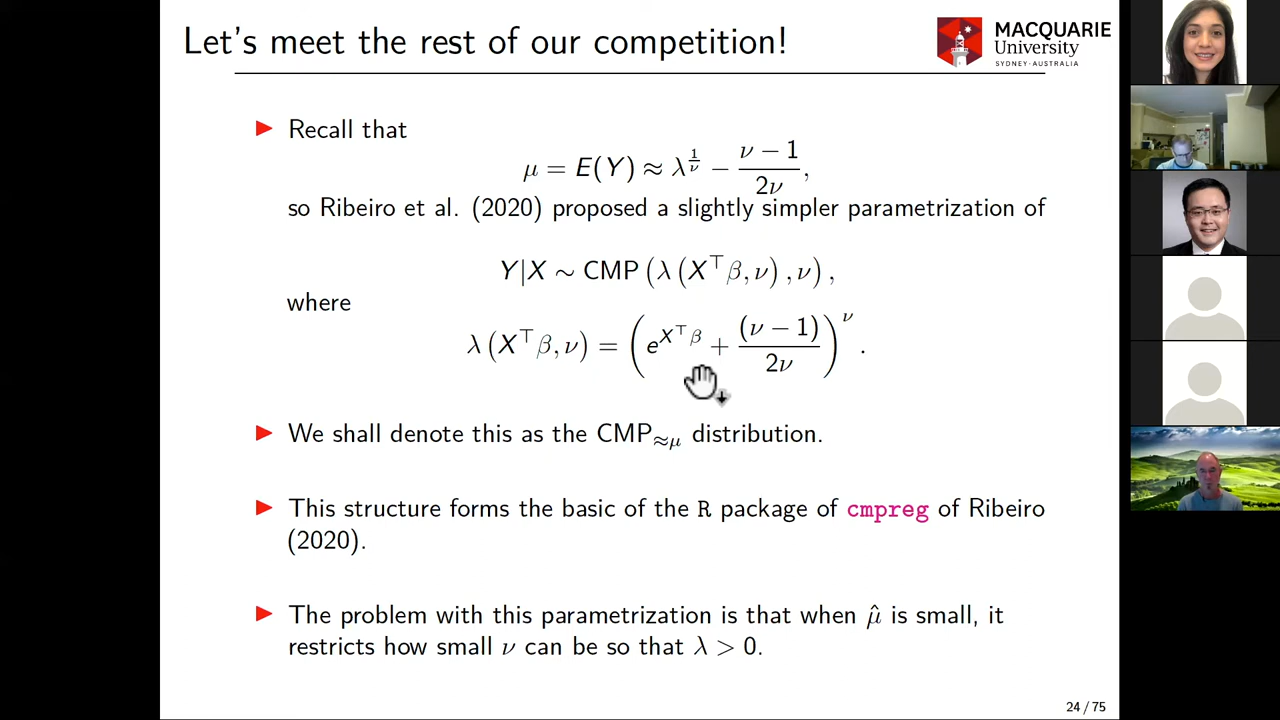 Let's meet the rest of our competition!
MACQUARIE
University
SYDNEY·AUSTRALIA
► Recall that
μ = E(Y) ≈ λ^{1/ν} − (ν − 1)/(2ν),
so Ribeiro et al. (2020) proposed a slightly simpler parametrization of
Y|X ∼ CMP (λ (X^⊤β, ν) , ν) ,
where
λ (X^⊤β, ν) = (e^{X^⊤β} + (ν − 1)/(2ν))^ν .
► We shall denote this as the CMP_{≈μ} distribution.
► This structure forms the basic of the R package of cmpreg of Ribeiro
(2020).
► The problem with this parametrization is that when μ̂ is small, it
restricts how small ν can be so that λ > 0.
24 / 75